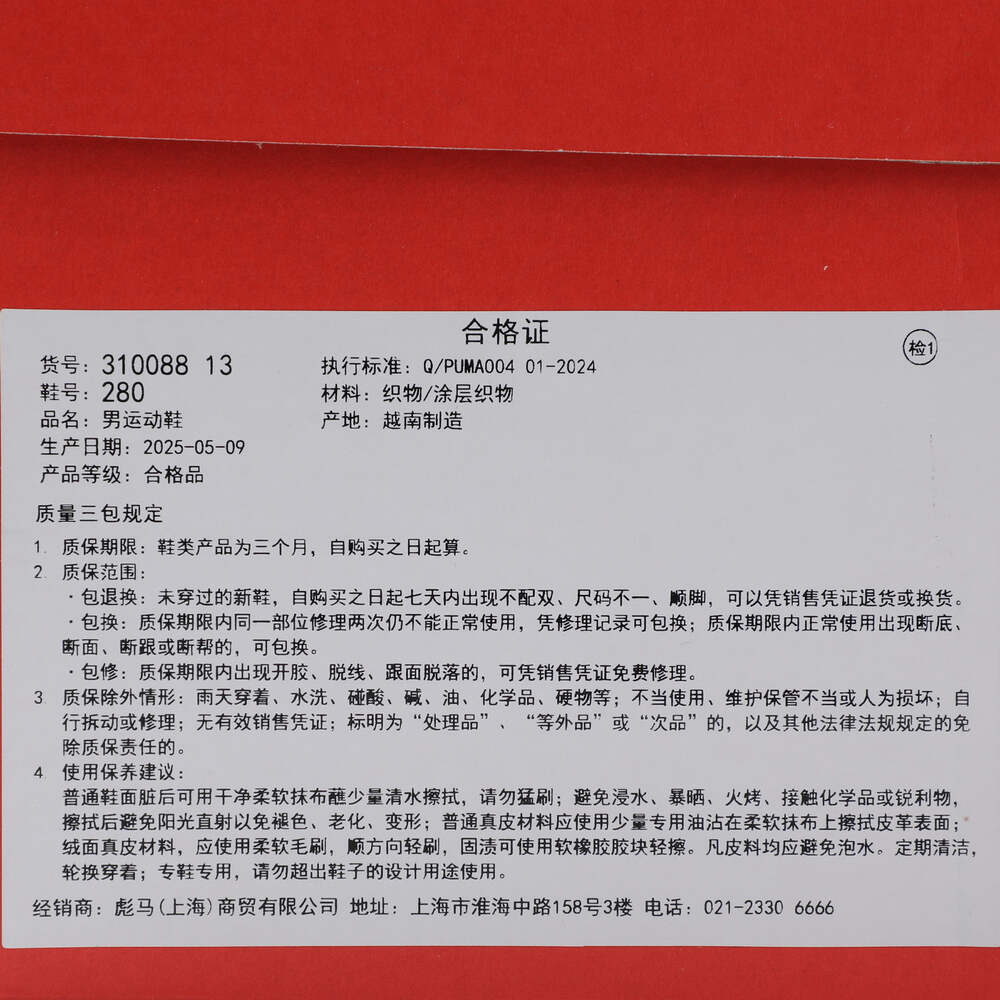 合格证
检1
货号：310088 13
执行标准：Q/PUMA004 01-2024
鞋号：280
材料：织物/涂层织物
品名：男运动鞋
产地：越南制造
生产日期：2025-05-09
产品等级：合格品
质量三包规定
1. 质保期限：鞋类产品为三个月，自购买之日起算。
2. 质保范围：
·包退换：未穿过的新鞋，自购买之日起七天内出现不配双、尺码不一、顺脚，可以凭销售凭证退货或换货。
·包换：质保期限内同一部位修理两次仍不能正常使用，凭修理记录可包换；质保期限内正常使用出现断底、
断面、断跟或断帮的，可包换。
·包修：质保期限内出现开胶、脱线、跟面脱落的，可凭销售凭证免费修理。
3. 质保除外情形：雨天穿着、水洗、碰酸、碱、油、化学品、硬物等；不当使用、维护保管不当或人为损坏；自
行拆动或修理；无有效销售凭证；标明为“处理品”、“等外品”或“次品”的，以及其他法律法规规定的免
除质保责任的。
4. 使用保养建议：
普通鞋面脏后可用干净柔软抹布蘸少量清水擦拭，请勿猛刷；避免浸水、暴晒、火烤、接触化学品或锐利物，
擦拭后避免阳光直射以免褪色、老化、变形；普通真皮材料应使用少量专用油沾在柔软抹布上擦拭皮革表面；
绒面真皮材料，应使用柔软毛刷，顺方向轻刷，固渍可使用软橡胶胶块轻擦。凡皮料均应避免泡水。定期清洁，
轮换穿着；专鞋专用，请勿超出鞋子的设计用途使用。
经销商：彪马(上海)商贸有限公司 地址：上海市淮海中路158号3楼 电话：021-2330 6666